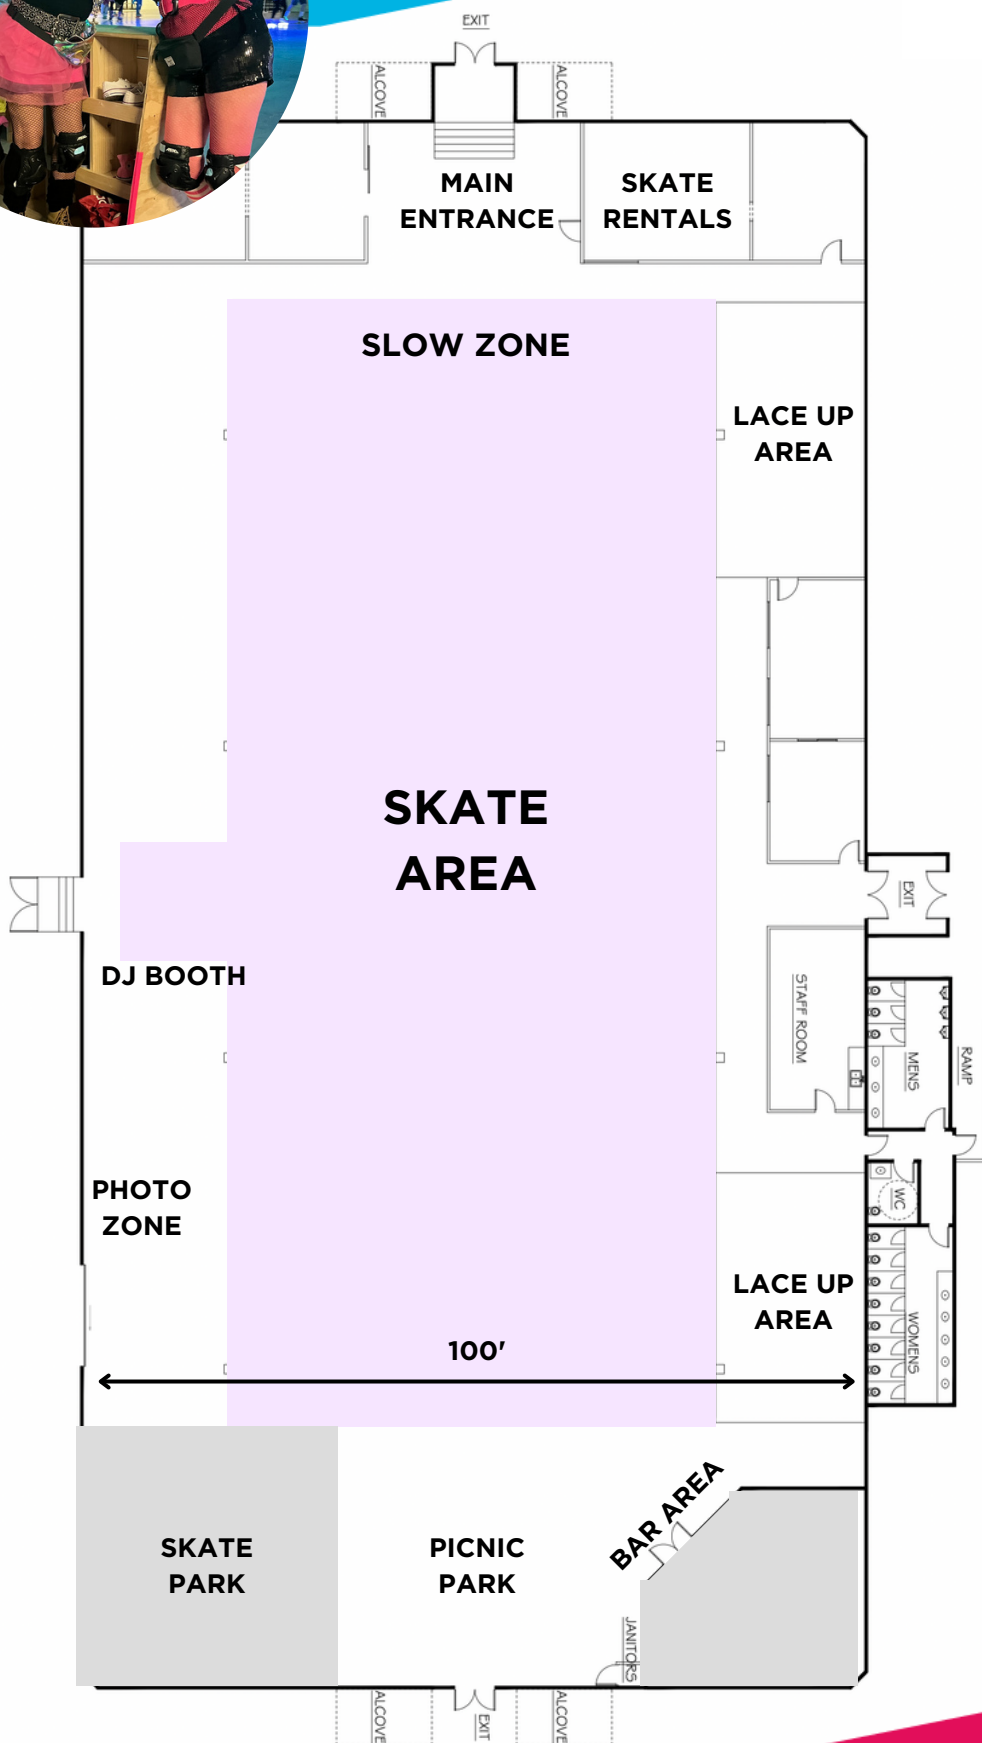 EXIT
ALCOVE
ALCOVE
MAIN
ENTRANCE
SKATE
RENTALS
SLOW ZONE
LACE UP
AREA
SKATE
AREA
EXIT
DJ BOOTH
STAFF ROOM
MENS
RAMP
PHOTO
ZONE
WC
LACE UP
AREA
WOMENS
100'
BAR AREA
SKATE
PARK
PICNIC
PARK
JANITORS
ALCOVE
EXIT
ALCOVE